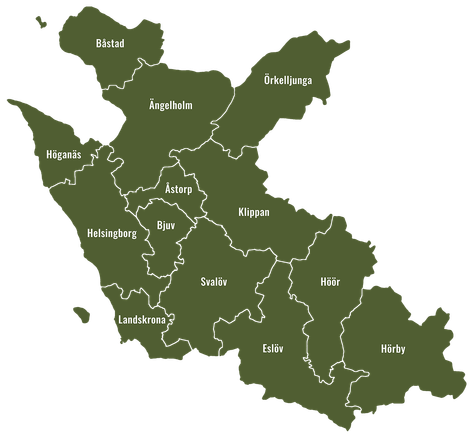 Båstad
Örkelljunga
Ängelholm
Höganäs
Åstorp
Klippan
Bjuv
Helsingborg
Svalöv
Höör
Landskrona
Eslöv
Hörby